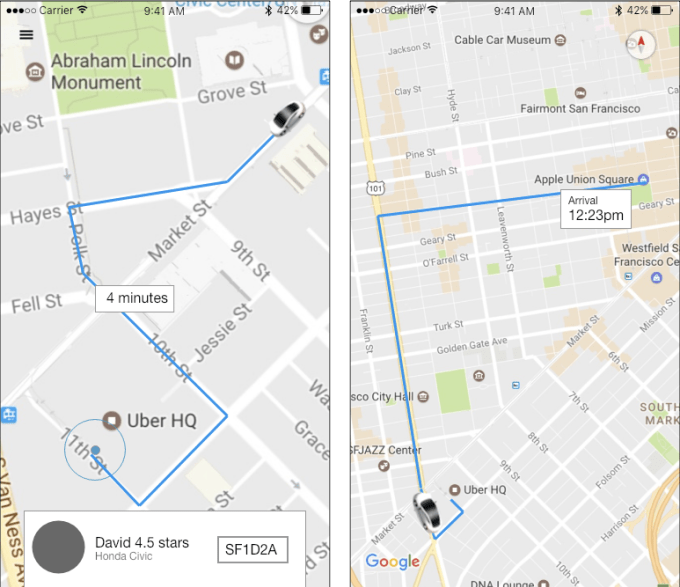 Carrier
9:41 AM
42%
Civic Center
Abraham Lincoln
Monument
Grove St
ove St
Hayes St
Polk St
Market St
9th St
4 minutes
Fell St
Jessie St
10th St
Uber HQ
11th St
Grace
S Van Ness Av
David 4.5 stars
Honda Civic
SF1D2A
Carrier
9:41 AM
42%
Cable Car Museum
Jackson St
Clay St
Hyde St
Fairmont San Francisco
Pine St
Bush St
Apple Union Square
101
Arrival
12:23pm
Geary St
Leavenworth St
Geary St
O'Farrell St
Westfield S
Francisco Cen
Franklin St
Turk St
Market St
Mission St
Golden Gate Ave
6th St
sco City Hall
7th St
SOUTH
MARK
8th St
SFJAZZ Center
9th St
Folsom St
Uber HQ
Market St
Harrison St
Google
10th St
DNA Lounge